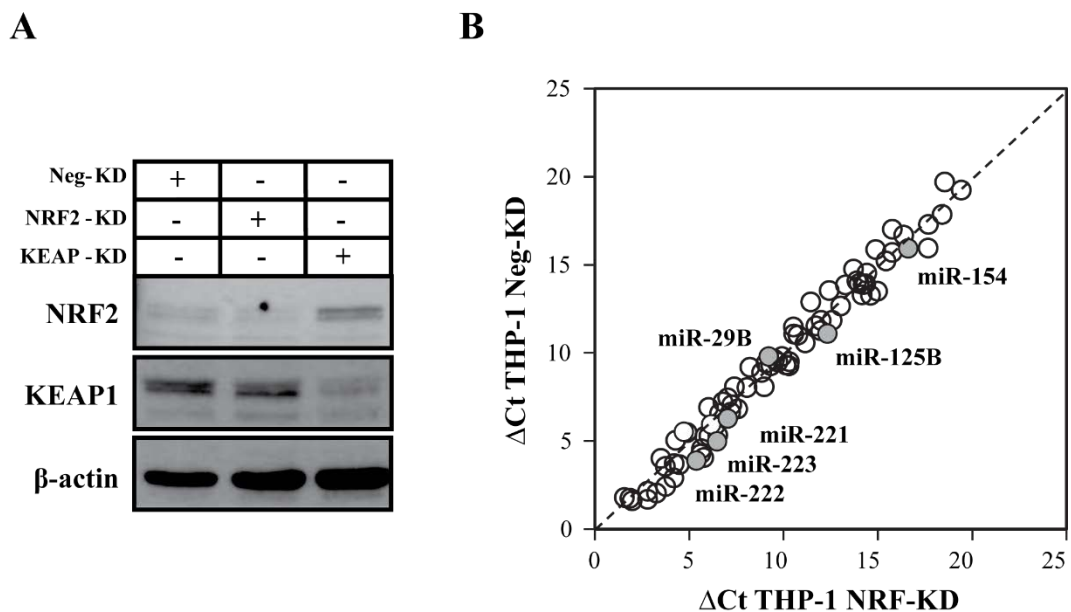 A
Neg-KD + - -
NRF2 -KD - + -
KEAP -KD - - +
NRF2
KEAP1
β-actin
B
ΔCt THP-1 Neg-KD
25
20
15
10
5
0
miR-154
miR-29B
miR-125B
miR-221
miR-223
miR-222
0 5 10 15 20 25
ΔCt THP-1 NRF-KD